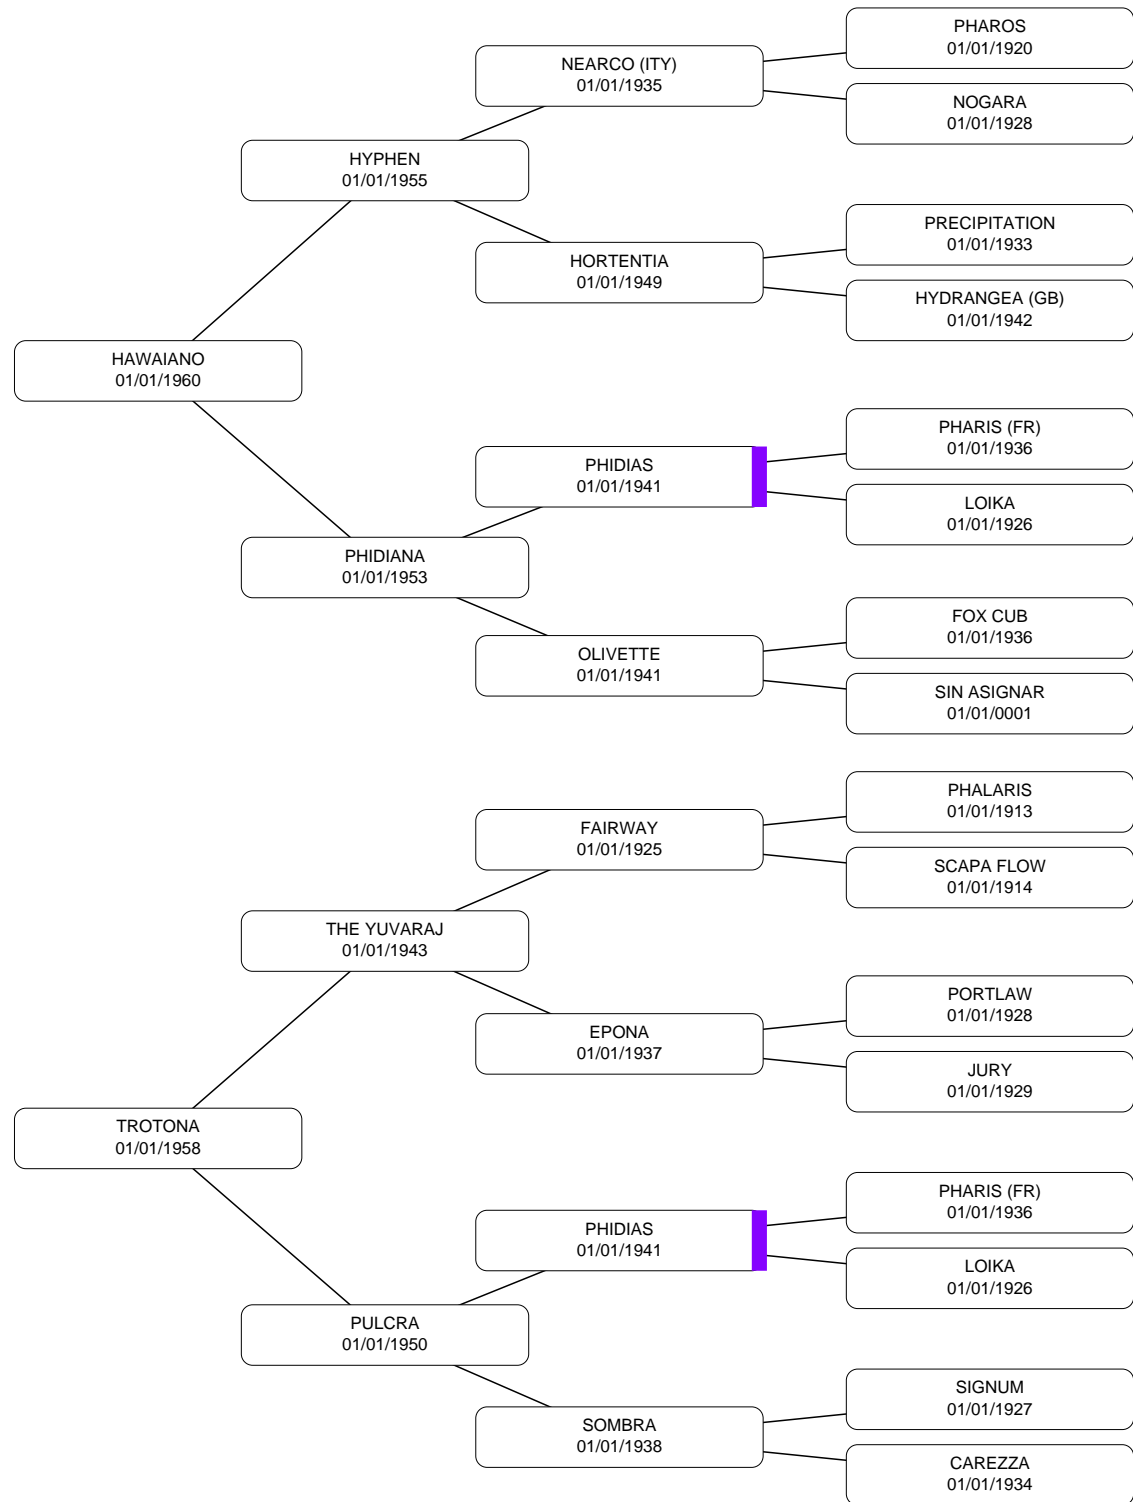 PHAROS
01/01/1920
NEARCO (ITY)
01/01/1935
NOGARA
01/01/1928
HYPHEN
01/01/1955
PRECIPITATION
01/01/1933
HORTENTIA
01/01/1949
HYDRANGEA (GB)
01/01/1942
HAWAIANO
01/01/1960
PHARIS (FR)
01/01/1936
PHIDIAS
01/01/1941
LOIKA
01/01/1926
PHIDIANA
01/01/1953
FOX CUB
01/01/1936
OLIVETTE
01/01/1941
SIN ASIGNAR
01/01/0001
PHALARIS
01/01/1913
FAIRWAY
01/01/1925
SCAPA FLOW
01/01/1914
THE YUVARAJ
01/01/1943
PORTLAW
01/01/1928
EPONA
01/01/1937
JURY
01/01/1929
TROTONA
01/01/1958
PHARIS (FR)
01/01/1936
PHIDIAS
01/01/1941
LOIKA
01/01/1926
PULCRA
01/01/1950
SIGNUM
01/01/1927
SOMBRA
01/01/1938
CAREZZA
01/01/1934